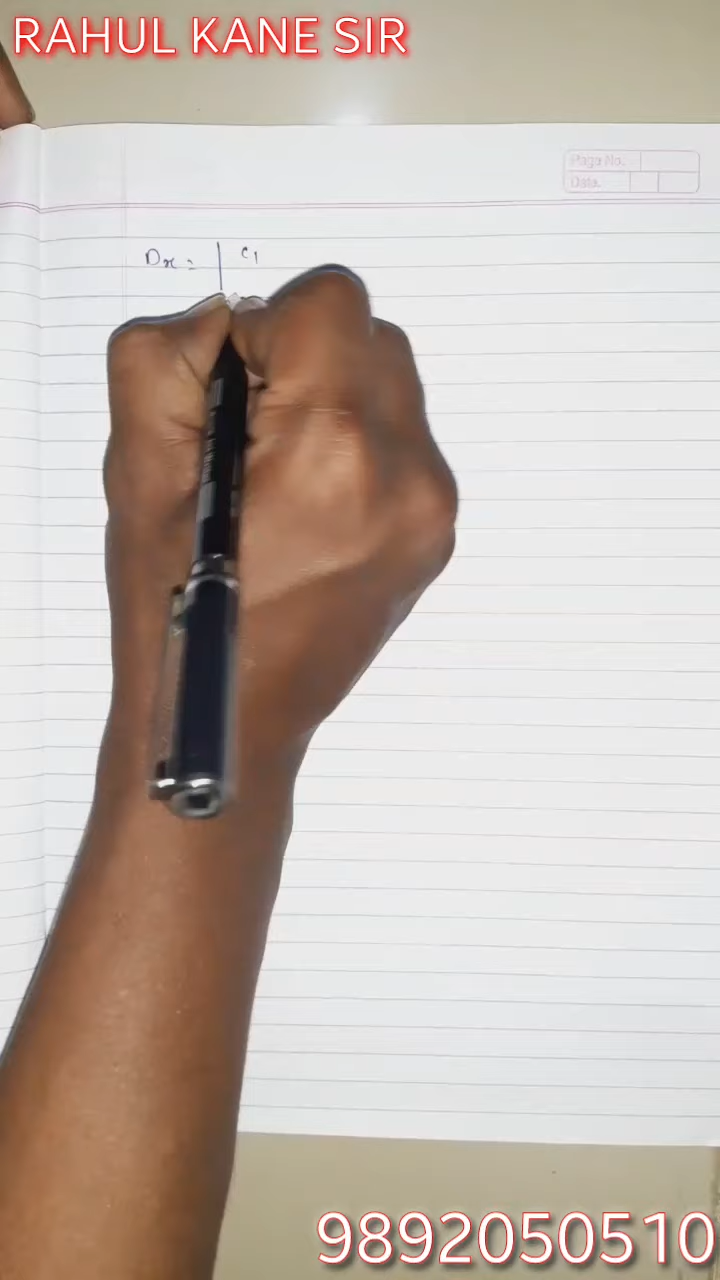 RAHUL KANE SIR
Page No.
Date
Dx = | c1
9892050510